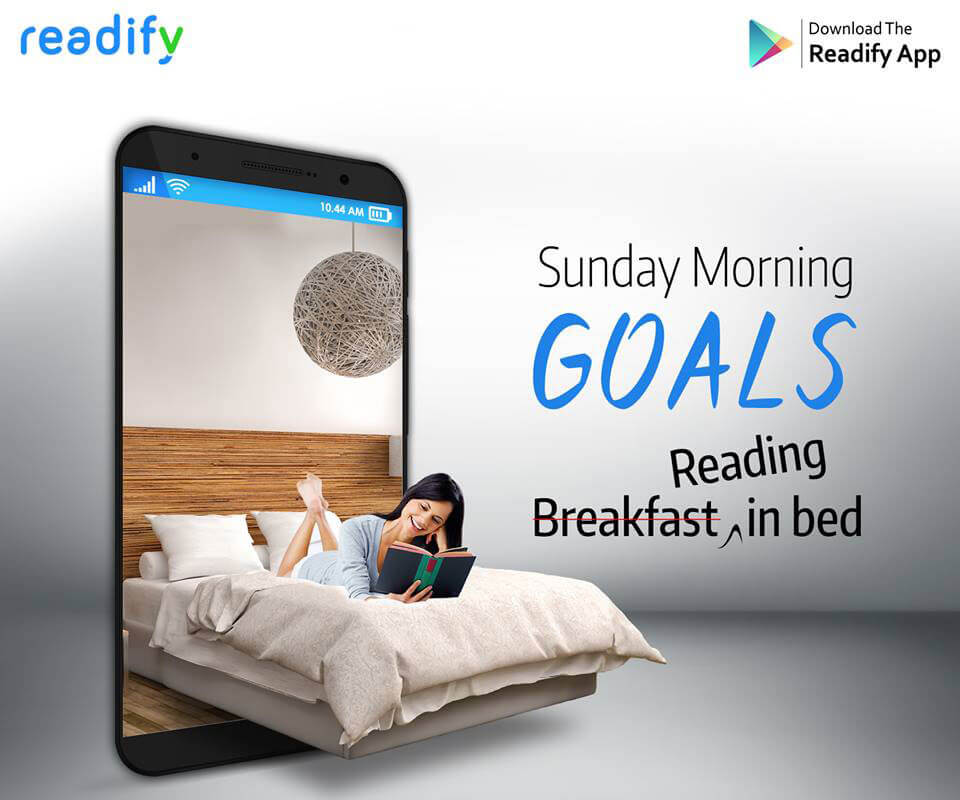 readify
Download The
Readify App
10.44 AM
Sunday Morning
GOALS
Reading
Breakfast in bed